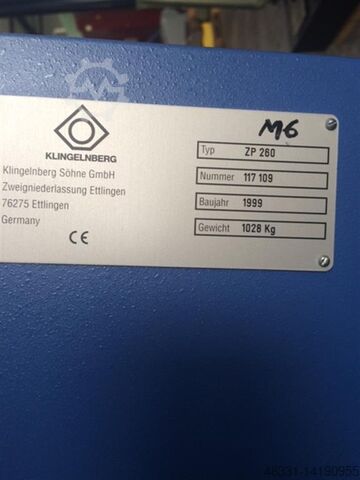 M6
KLINGELNBERG
Klingelnberg Söhne GmbH
Zweigniederlassung Ettlingen
76275 Ettlingen
Germany
CE
Typ ZP 260
Nummer 117 109
Baujahr 1999
Gewicht 1028 Kg
46331-14190955